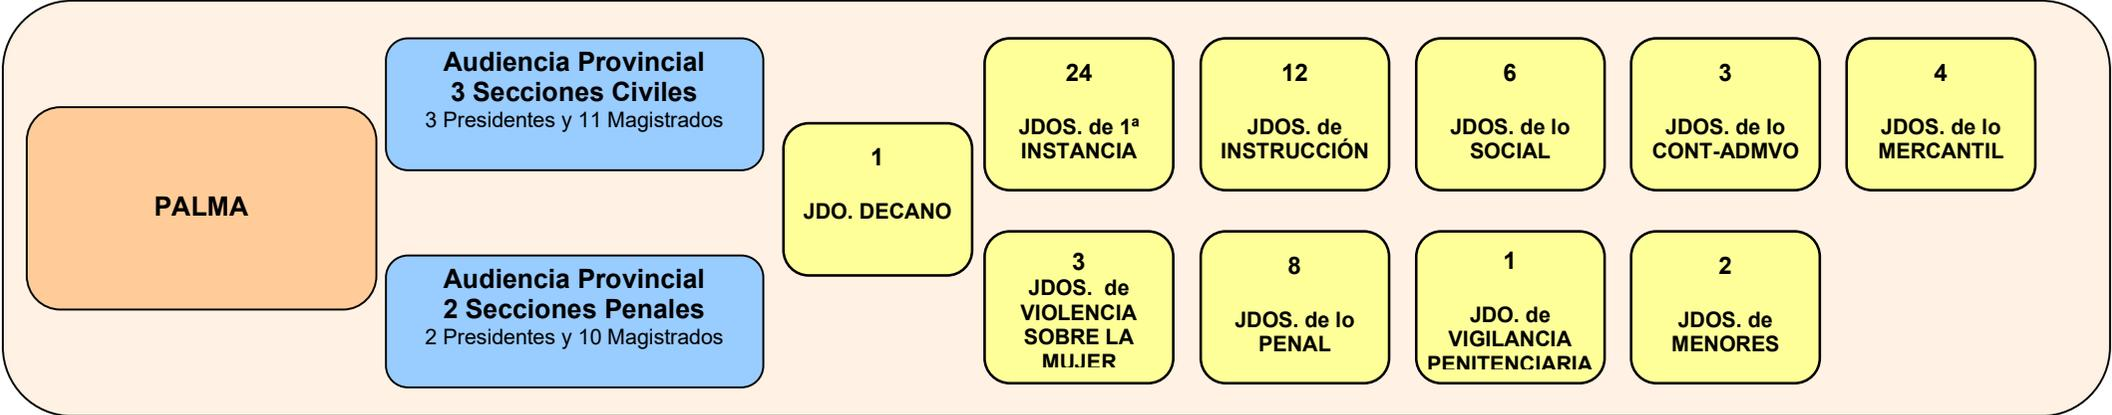 PALMA
Audiencia Provincial
3 Secciones Civiles
3 Presidentes y 11 Magistrados
Audiencia Provincial
2 Secciones Penales
2 Presidentes y 10 Magistrados
1
JDO. DECANO
24
JDOS. de 1ª
INSTANCIA
12
JDOS. de
INSTRUCCIÓN
6
JDOS. de lo
SOCIAL
3
JDOS. de lo
CONT-ADMVO
4
JDOS. de lo
MERCANTIL
3
JDOS. de
VIOLENCIA
SOBRE LA
MUJER
8
JDOS. de lo
PENAL
1
JDO. de
VIGILANCIA
PENITENCIARIA
2
JDOS. de
MENORES